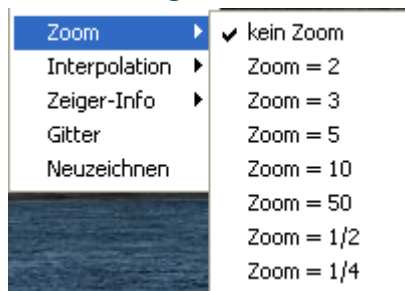 Zoom
Interpolation
Zeiger-Info
Gitter
Neuzeichnen
kein Zoom
Zoom = 2
Zoom = 3
Zoom = 5
Zoom = 10
Zoom = 50
Zoom = 1/2
Zoom = 1/4